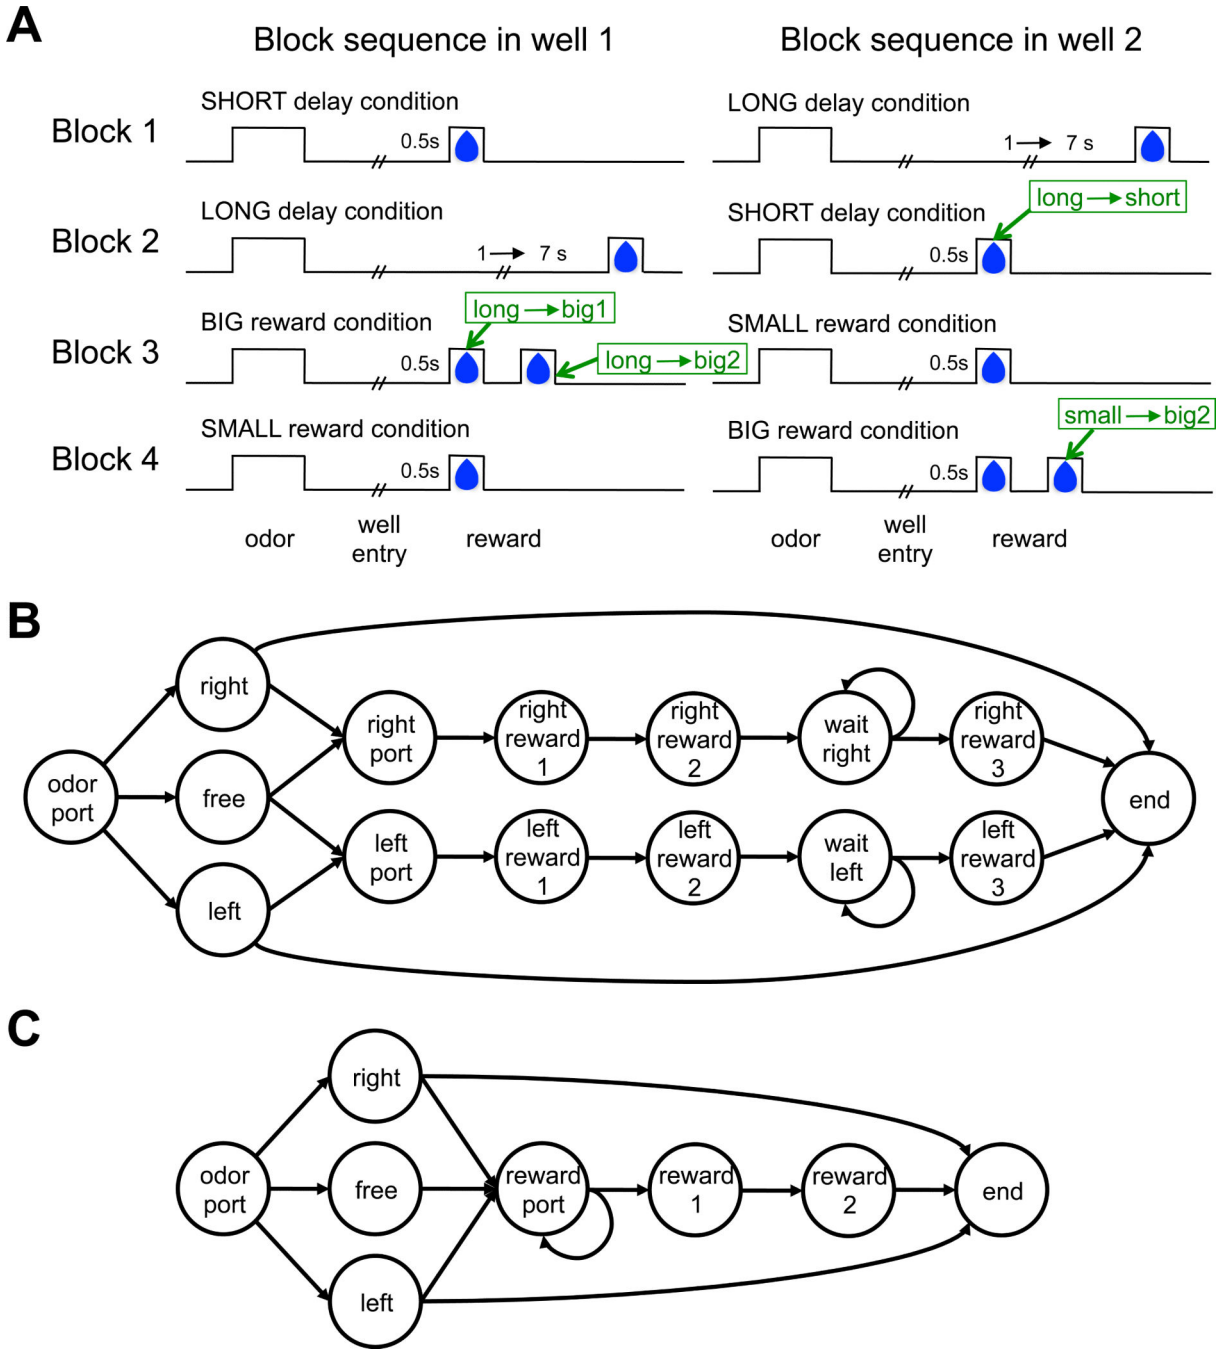 A
Block sequence in well 1
Block sequence in well 2
SHORT delay condition
LONG delay condition
Block 1
0.5s
1 → 7 s
long → short
LONG delay condition
SHORT delay condition
Block 2
1 → 7 s
0.5s
long → big1
BIG reward condition
SMALL reward condition
Block 3
0.5s
long → big2
0.5s
small → big2
SMALL reward condition
BIG reward condition
Block 4
0.5s
0.5s
odor
well
entry
reward
odor
well
entry
reward
B
right
right
port
right
reward
1
right
reward
2
wait
right
right
reward
3
odor
port
free
end
left
port
left
reward
1
left
reward
2
wait
left
left
reward
3
left
C
right
odor
port
free
reward
port
reward
1
reward
2
end
left